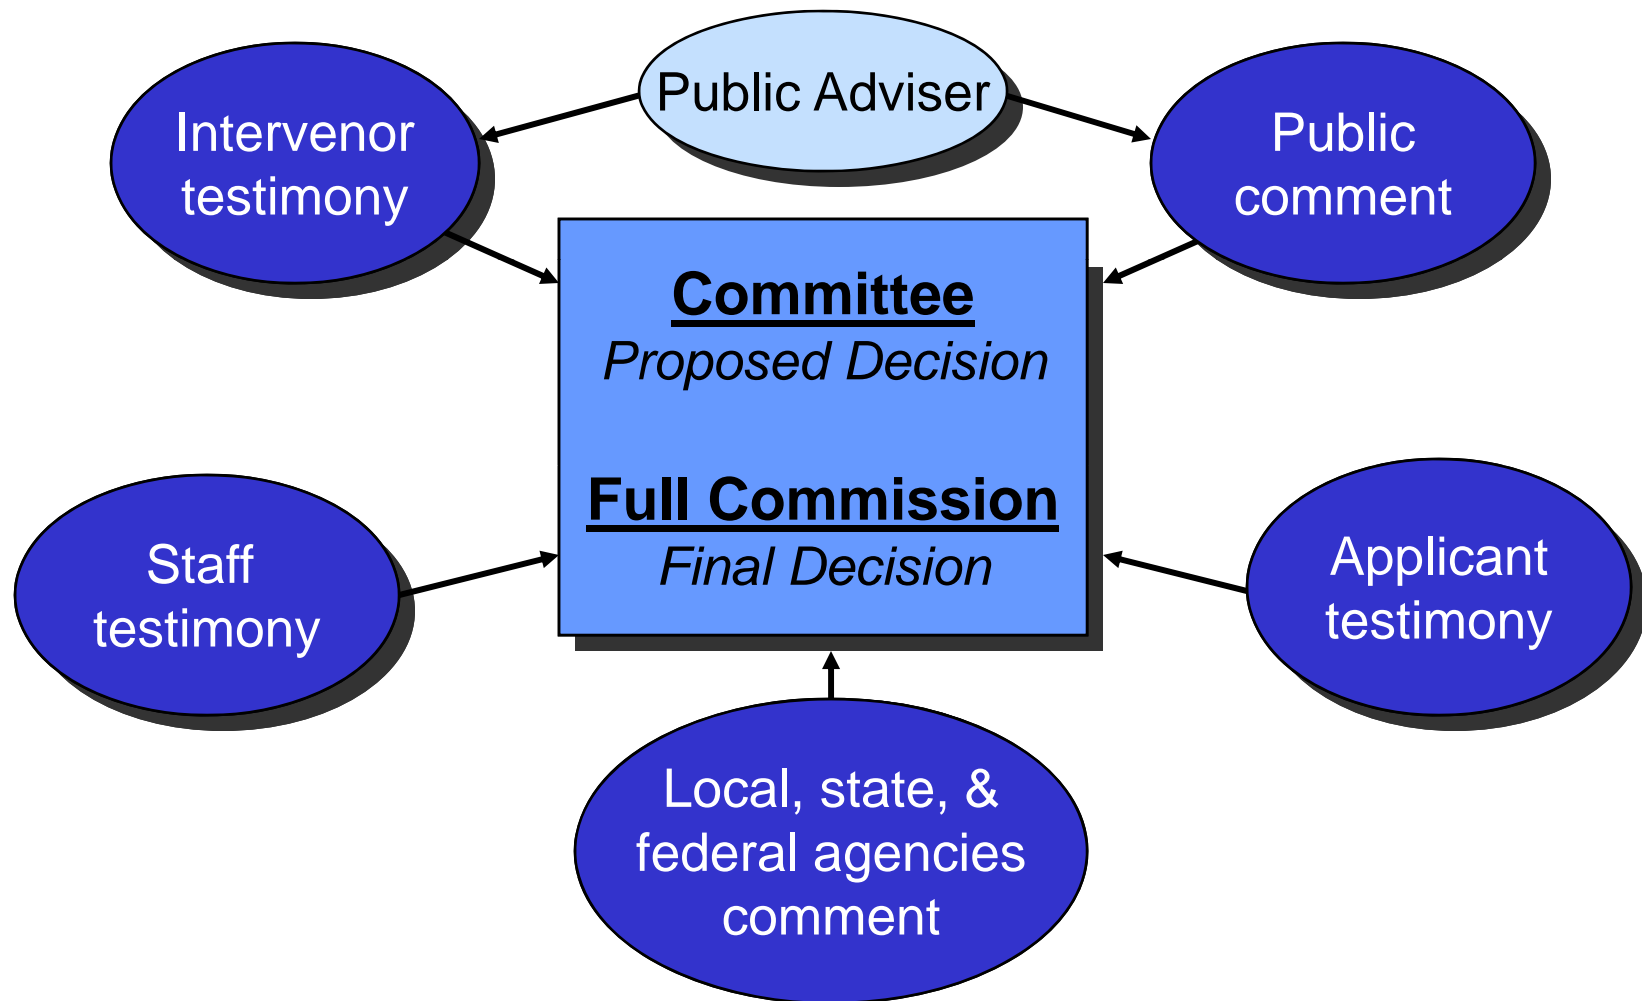 Public Adviser
Intervenor
testimony
Public
comment
Committee
Proposed Decision
Full Commission
Final Decision
Staff
testimony
Applicant
testimony
Local, state, &
federal agencies
comment